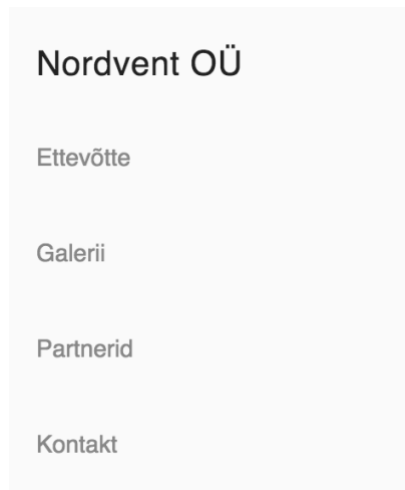 Nordvent OÜ
Ettevõtte
Galerii
Partnerid
Kontakt